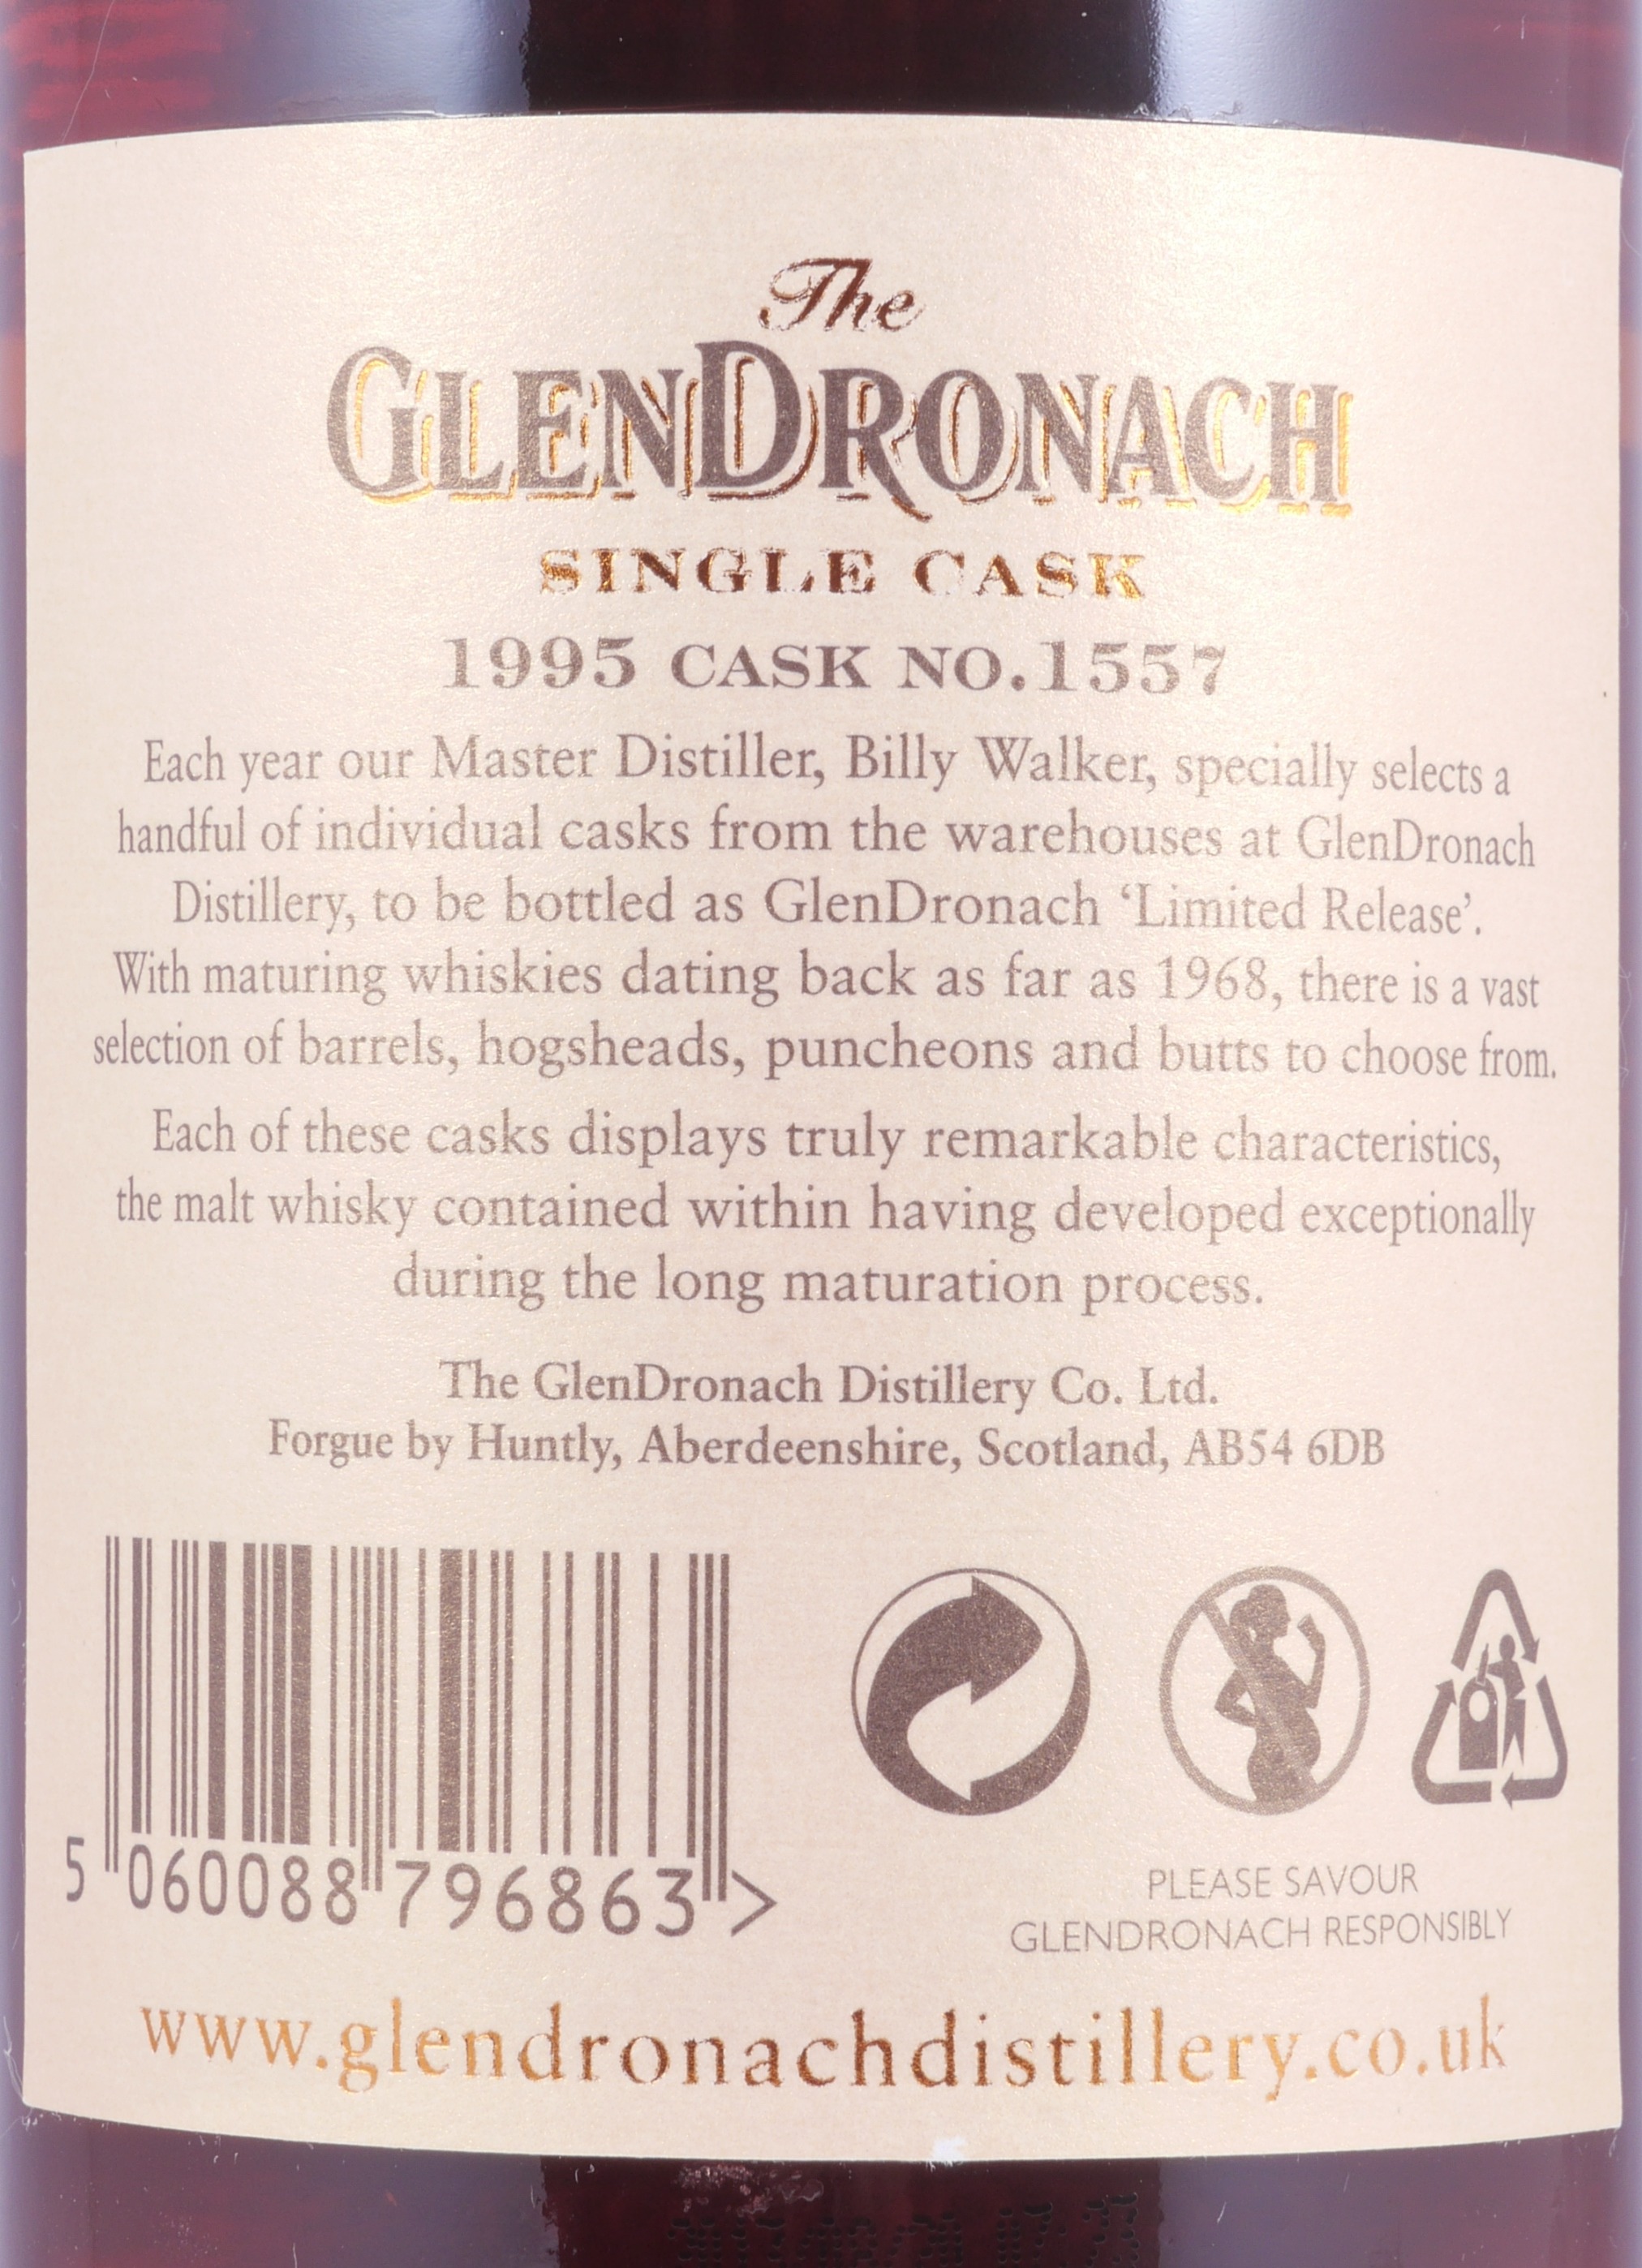 The
GLENDRONACH
SINGLE CASK
1995 CASK NO.1557
Each year our Master Distiller, Billy Walker, specially selects a
handful of individual casks from the warehouses at GlenDronach
Distillery, to be bottled as GlenDronach ‘Limited Release’.
With maturing whiskies dating back as far as 1968, there is a vast
selection of barrels, hogsheads, puncheons and butts to choose from.
Each of these casks displays truly remarkable characteristics,
the malt whisky contained within having developed exceptionally
during the long maturation process.
The GlenDronach Distillery Co. Ltd.
Forgue by Huntly, Aberdeenshire, Scotland, AB54 6DB
5 060088 796863 >
PLEASE SAVOUR
GLENDRONACH RESPONSIBLY
www.glendronachdistillery.co.uk